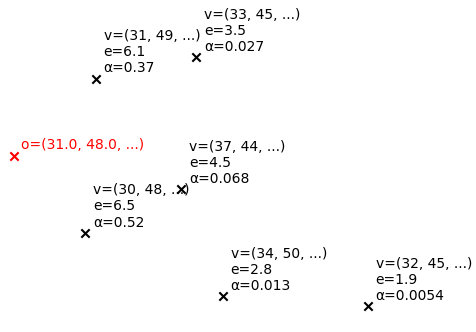 v=(33, 45, ...)
e=3.5
α=0.027
v=(31, 49, ...)
e=6.1
α=0.37
o=(31.0, 48.0, ...)
v=(37, 44, ...)
e=4.5
α=0.068
v=(30, 48, ...)
e=6.5
α=0.52
v=(34, 50, ...)
e=2.8
α=0.013
v=(32, 45, ...)
e=1.9
α=0.0054